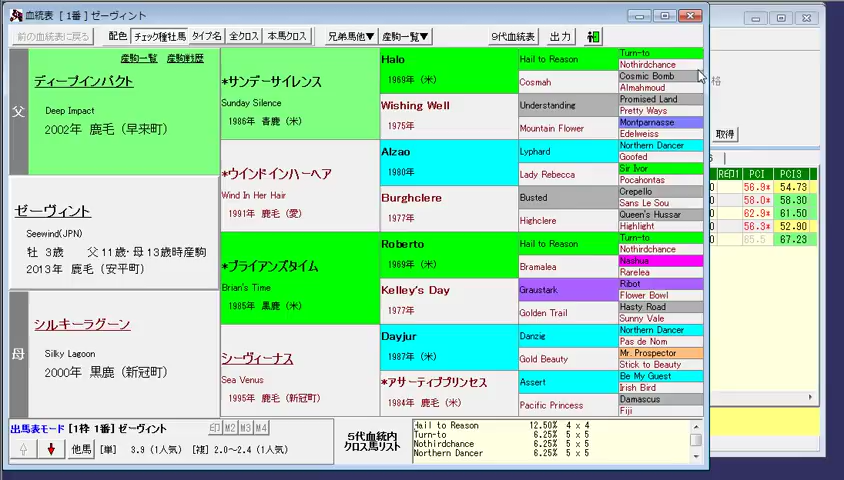 血統表 [ 1番 ] ゼーヴィント
前の血統表に戻る 配色 チェック種牡馬 タイプ名 全クロス 本馬クロス 兄弟馬他▼ 産駒一覧▼ 9代血統表 出力
父
産駒一覧 産駒戦歴
ディープインパクト
Deep Impact
2002年 鹿毛 (早来町)
ゼーヴィント
Seewind(JPN)
牡 3歳 父11歳・母13歳時産駒
2013年 鹿毛 (安平町)
母
シルキーラグーン
Silky Lagoon
2000年 黒鹿 (新冠町)
*サンデーサイレンス
Sunday Silence
1986年 青鹿 (米)
*ウインドインハーヘア
Wind In Her Hair
1991年 鹿毛 (愛)
*ブライアンズタイム
Brian's Time
1985年 黒鹿 (米)
シーヴィーナス
Sea Venus
1995年 鹿毛 (新冠町)
Halo
1969年 (米)
Wishing Well
1975年
Alzao
1980年
Burghclere
1977年
Roberto
1969年 (米)
Kelley's Day
1977年
Dayjur
1987年 (米)
*アサーティブプリンセス
1984年 鹿毛 (米)
Hail to Reason
Cosmah
Understanding
Mountain Flower
Lyphard
Lady Rebecca
Busted
Highclere
Hail to Reason
Bramalea
Graustark
Golden Trail
Danzig
Gold Beauty
Assert
Pacific Princess
Turn-to
Nothirdchance
Cosmic Bomb
Almahmoud
Promised Land
Pretty Ways
Montparnasse
Edelweiss
Northern Dancer
Goofed
Sir Ivor
Pocahontas
Crepello
Sans Le Sou
Queen's Hussar
Highlight
Turn-to
Nothirdchance
Nashua
Rarelea
Ribot
Flower Bowl
Hasty Road
Sunny Vale
Northern Dancer
Pas de Nom
Mr. Prospector
Stick to Beauty
Be My Guest
Irish Bird
Damascus
Fiji
出馬表モード [1枠 1番] ゼーヴィント 印 M2 M3 M4
他馬 [単] 3.9 (1人気) [複] 2.0～2.4 (1人気)
5代血統内
クロス馬リスト
Hail to Reason 12.50% 4 x 4
Turn-to 6.25% 5 x 5
Nothirdchance 6.25% 5 x 5
Northern Dancer 6.25% 5 x 5
格
取得
RED1 PCI PCI3
56.9* 54.73
58.0* 58.30
62.9* 61.50
56.3* 52.90
65.5 67.23